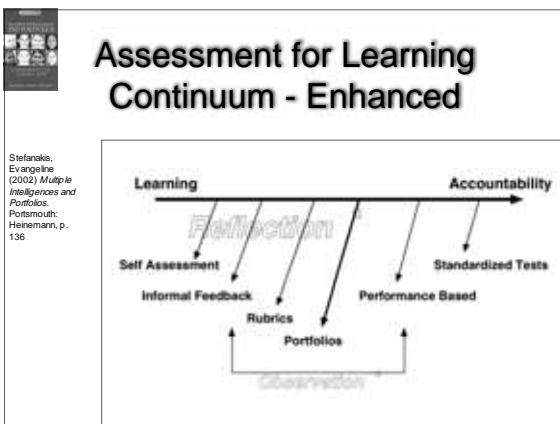 Assessment for Learning
Continuum - Enhanced
Stefanakis,
Evangeline
(2002) Multiple
Intelligences and
Portfolios.
Portsmouth:
Heinemann, p.
136
Learning Accountability
Reflection
Self Assessment Standardized Tests
Informal Feedback Performance Based
Rubrics
Portfolios
Observation